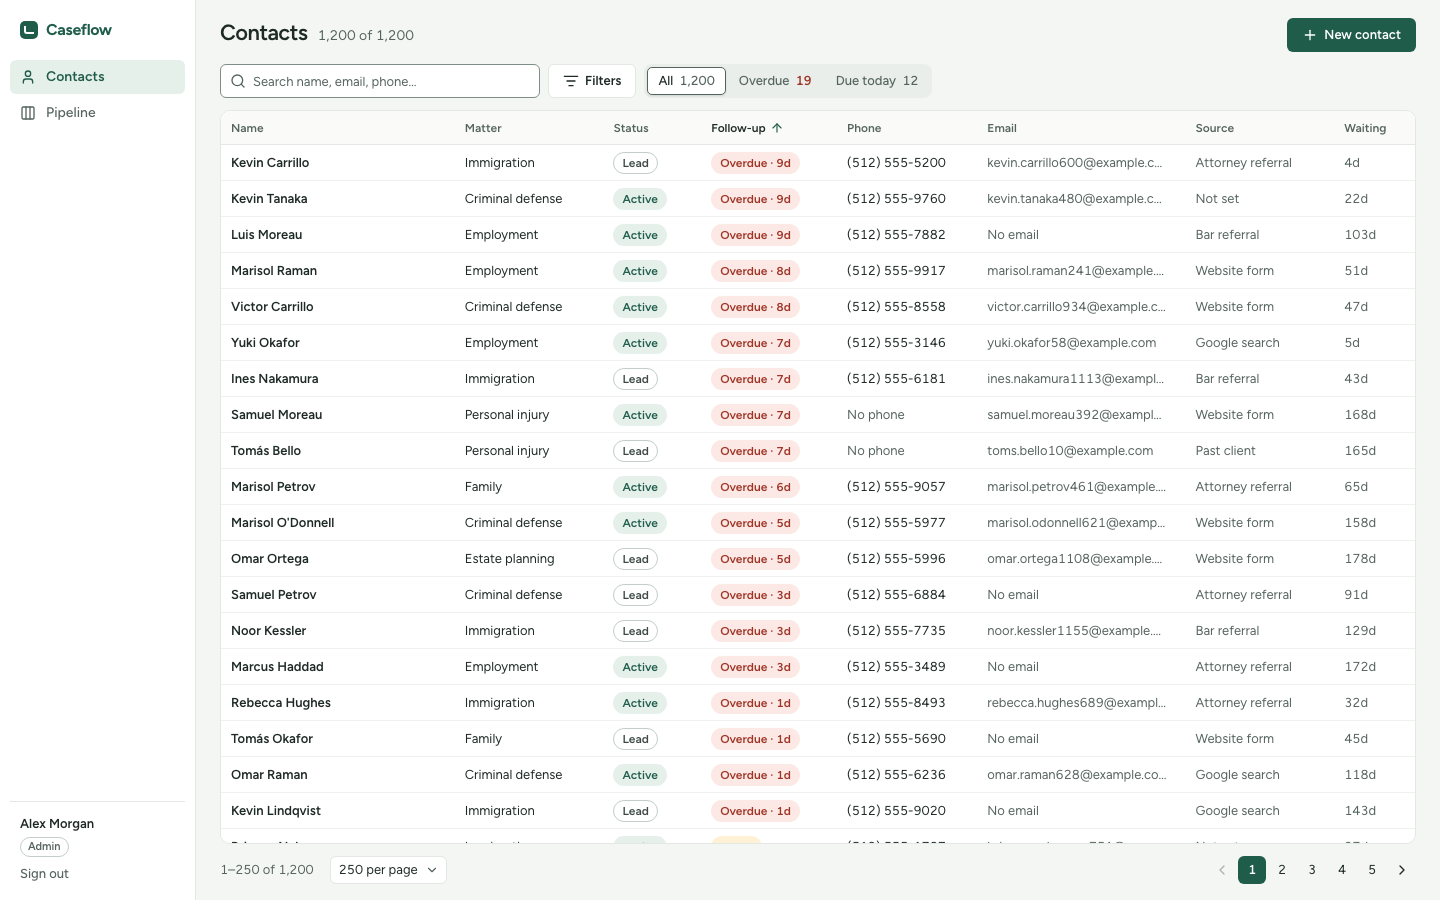 Caseflow
Contacts
Pipeline
Alex Morgan
Admin
Sign out
Contacts 1,200 of 1,200
New contact
Search name, email, phone...
Filters
All 1,200 Overdue 19 Due today 12
Name Matter Status Follow-up Phone Email Source Waiting
Kevin Carrillo Immigration Lead Overdue · 9d (512) 555-5200 kevin.carrillo600@example.c... Attorney referral 4d
Kevin Tanaka Criminal defense Active Overdue · 9d (512) 555-9760 kevin.tanaka480@example.c... Not set 22d
Luis Moreau Employment Active Overdue · 9d (512) 555-7882 No email Bar referral 103d
Marisol Raman Employment Active Overdue · 8d (512) 555-9917 marisol.raman241@example.... Website form 51d
Victor Carrillo Criminal defense Active Overdue · 8d (512) 555-8558 victor.carrillo934@example.c... Website form 47d
Yuki Okafor Employment Active Overdue · 7d (512) 555-3146 yuki.okafor58@example.com Google search 5d
Ines Nakamura Immigration Lead Overdue · 7d (512) 555-6181 ines.nakamura1113@exampl... Bar referral 43d
Samuel Moreau Personal injury Active Overdue · 7d No phone samuel.moreau392@exampl... Website form 168d
Tomás Bello Personal injury Lead Overdue · 7d No phone toms.bello10@example.com Past client 165d
Marisol Petrov Family Active Overdue · 6d (512) 555-9057 marisol.petrov461@example.... Attorney referral 65d
Marisol O'Donnell Criminal defense Active Overdue · 5d (512) 555-5977 marisol.odonnell621@examp... Website form 158d
Omar Ortega Estate planning Lead Overdue · 5d (512) 555-5996 omar.ortega1108@example.... Website form 178d
Samuel Petrov Criminal defense Lead Overdue · 3d (512) 555-6884 No email Attorney referral 91d
Noor Kessler Immigration Lead Overdue · 3d (512) 555-7735 noor.kessler1155@example.... Bar referral 129d
Marcus Haddad Employment Active Overdue · 3d (512) 555-3489 No email Attorney referral 172d
Rebecca Hughes Immigration Active Overdue · 1d (512) 555-8493 rebecca.hughes689@exampl... Attorney referral 32d
Tomás Okafor Family Lead Overdue · 1d (512) 555-5690 No email Website form 45d
Omar Raman Criminal defense Active Overdue · 1d (512) 555-6236 omar.raman628@example.co... Google search 118d
Kevin Lindqvist Immigration Lead Overdue · 1d (512) 555-9020 No email Google search 143d
1–250 of 1,200 250 per page 1 2 3 4 5